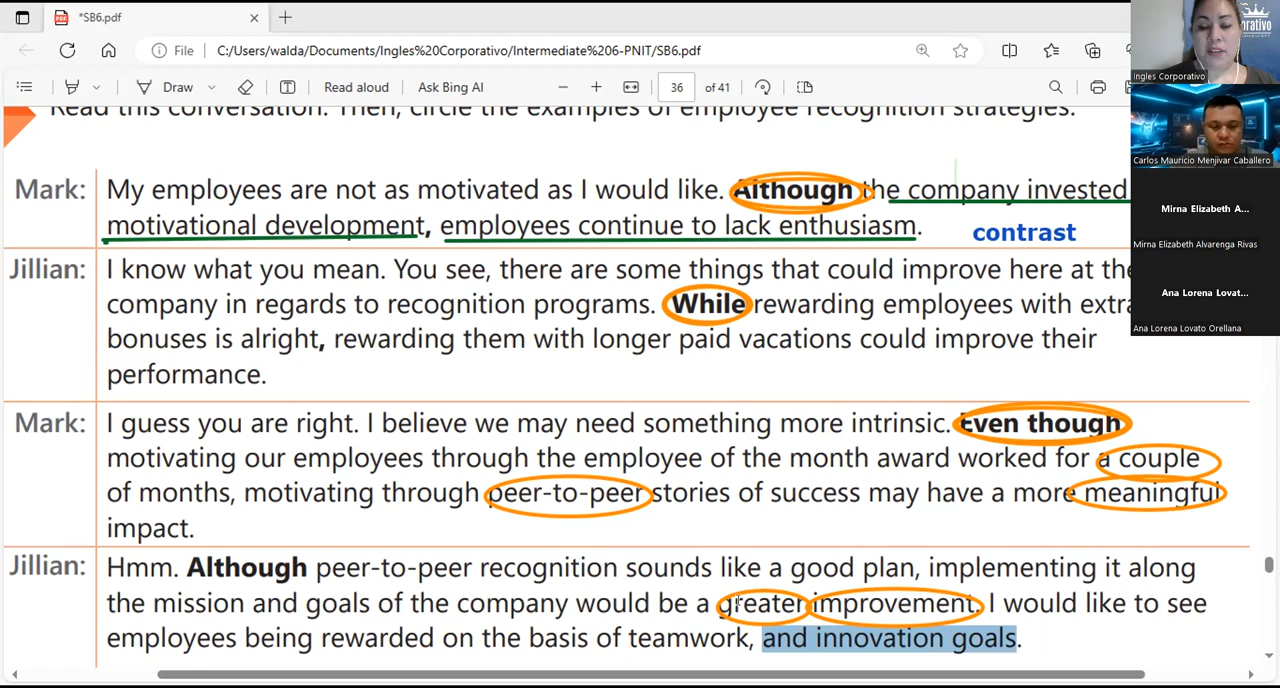 *SB6.pdf
File C:/Users/walda/Documents/Ingles%20Corporativo/Intermediate%206-PNIT/SB6.pdf
Draw Read aloud Ask Bing AI 36 of 41
Read this conversation. Then, circle the examples of employee recognition strategies.
Mark: My employees are not as motivated as I would like. Although the company invested
motivational development, employees continue to lack enthusiasm.
contrast
Jillian: I know what you mean. You see, there are some things that could improve here at the
company in regards to recognition programs. While rewarding employees with extra
bonuses is alright, rewarding them with longer paid vacations could improve their
performance.
Mark: I guess you are right. I believe we may need something more intrinsic. Even though
motivating our employees through the employee of the month award worked for a couple
of months, motivating through peer-to-peer stories of success may have a more meaningful
impact.
Jillian: Hmm. Although peer-to-peer recognition sounds like a good plan, implementing it along
the mission and goals of the company would be a greater improvement. I would like to see
employees being rewarded on the basis of teamwork, and innovation goals.
Ingles Corporativo
Carlos Mauricio Menjivar Caballero
Mirna Elizabeth A...
Mirna Elizabeth Alvarenga Rivas
Ana Lorena Lovat...
Ana Lorena Lovato Orellana